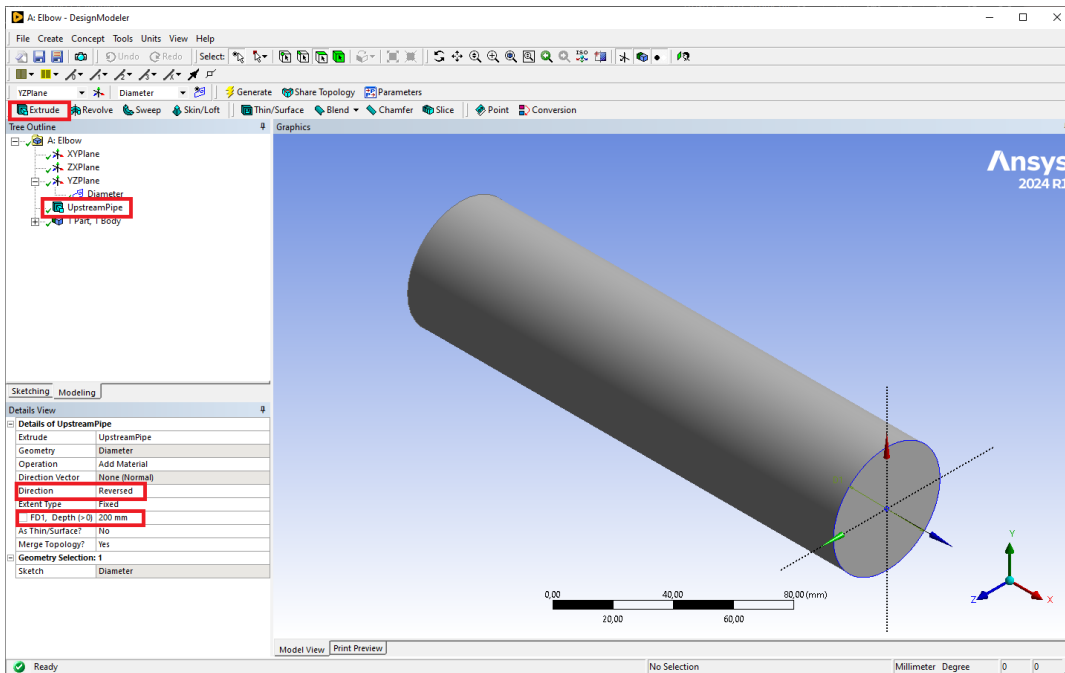 A: Elbow - DesignModeler
File Create Concept Tools Units View Help
Undo Redo Select:
YZPlane Diameter Generate Share Topology Parameters
Extrude Revolve Sweep Skin/Loft Thin/Surface Blend Chamfer Slice Point Conversion
Tree Outline
Graphics
A: Elbow
XYPlane
ZXPlane
YZPlane
Diameter
UpstreamPipe
1 Part, 1 Body
Ansys
2024 R1
Sketching Modeling
Details View
Details of UpstreamPipe
Extrude UpstreamPipe
Geometry Diameter
Operation Add Material
Direction Vector None (Normal)
Direction Reversed
Extent Type Fixed
FD1, Depth (>0) 200 mm
As Thin/Surface? No
Merge Topology? Yes
Geometry Selection: 1
Sketch Diameter
0,00 40,00 80,00 (mm)
20,00 60,00
Y
Z X
Model View Print Preview
Ready No Selection Millimeter Degree 0 0